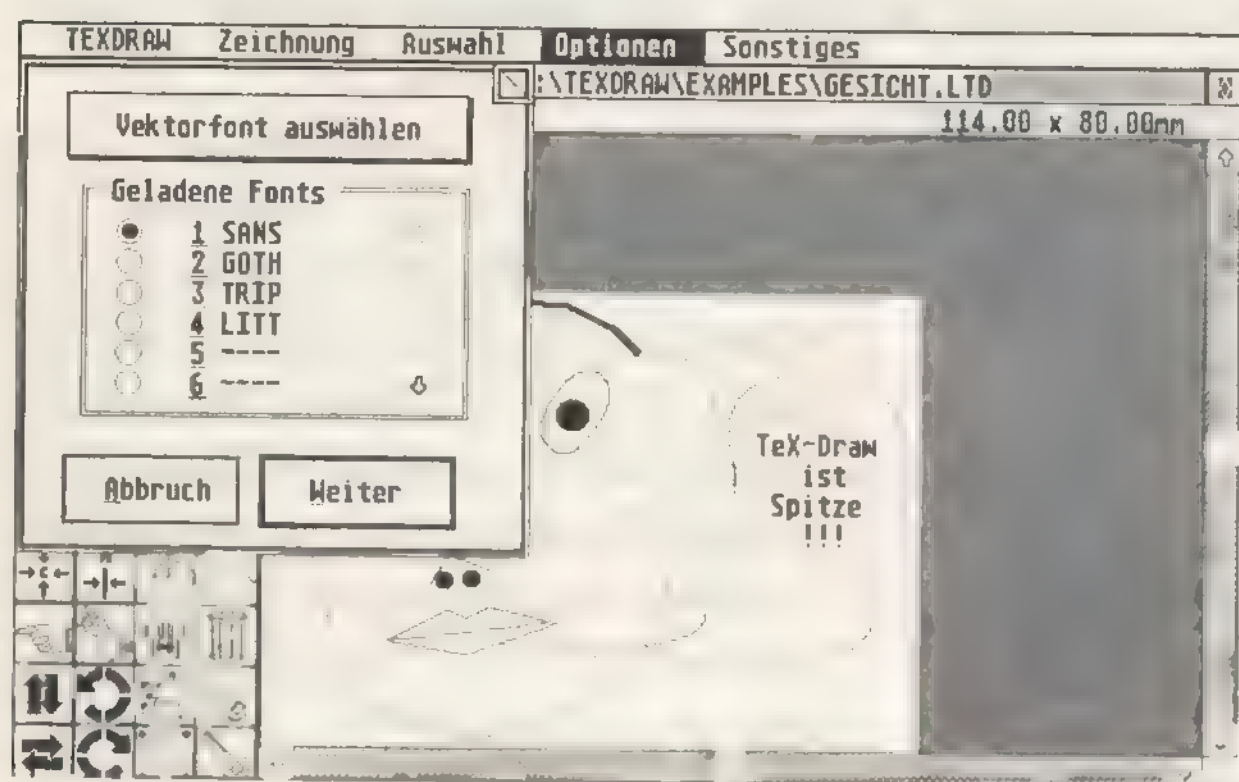 TEXDRAW Zeichnung Auswahl Optionen Sonstiges
:\TEXDRAW\EXAMPLES\GESICHT.LTD
114.00 x 80.00mm
Vektorfont auswählen
Geladene Fonts
1 SANS
2 GOTH
3 TRIP
4 LITT
5 ----
6 ----
Abbruch Weiter
TeX-Draw
ist
Spitze
!!!